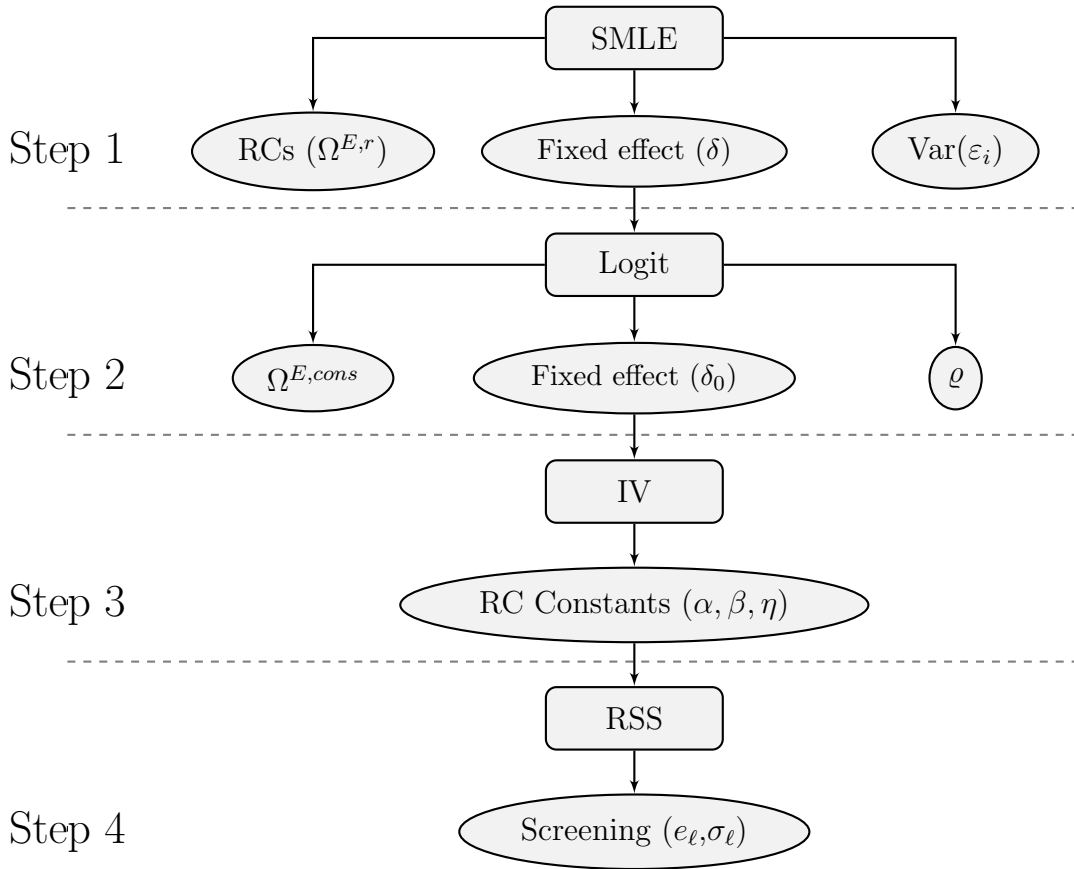 SMLE
Step 1
RCs (Ω^{E,r})
Fixed effect (δ)
Var(ε_i)
Logit
Step 2
Ω^{E,cons}
Fixed effect (δ_0)
ϱ
IV
Step 3
RC Constants (α, β, η)
RSS
Step 4
Screening (e_ℓ,σ_ℓ)